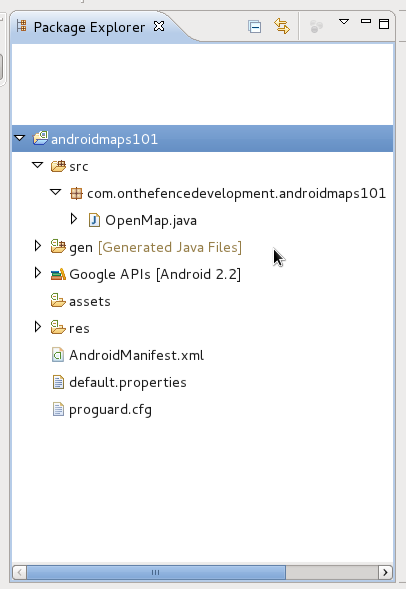 Package Explorer
androidmaps101
src
com.onthefencedevelopment.androidmaps101
OpenMap.java
gen [Generated Java Files]
Google APIs [Android 2.2]
assets
res
AndroidManifest.xml
default.properties
proguard.cfg